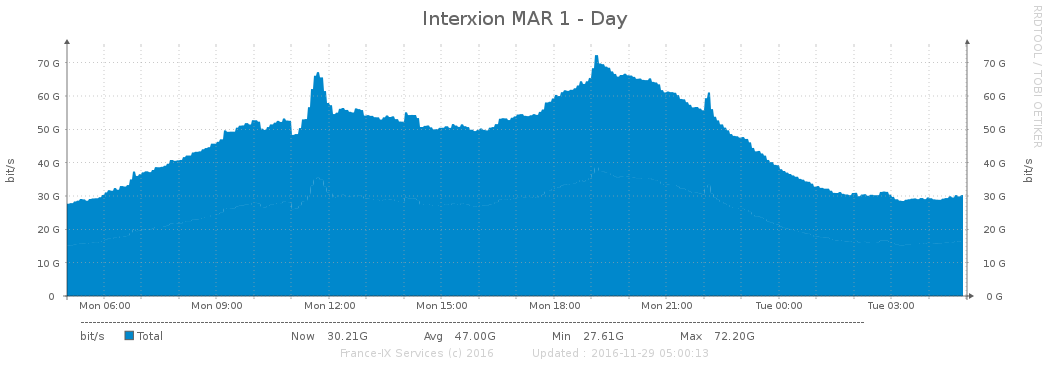 Interxion MAR 1 - Day
RRDTOOL / TOBI OETIKER
bit/s
bit/s
70 G 70 G
60 G 60 G
50 G 50 G
40 G 40 G
30 G 30 G
20 G 20 G
10 G 10 G
0 0 G
Mon 06:00 Mon 09:00 Mon 12:00 Mon 15:00 Mon 18:00 Mon 21:00 Tue 00:00 Tue 03:00
bit/s Total Now 30.21G Avg 47.00G Min 27.61G Max 72.20G
France-IX Services (c) 2016 Updated : 2016-11-29 05:00:13